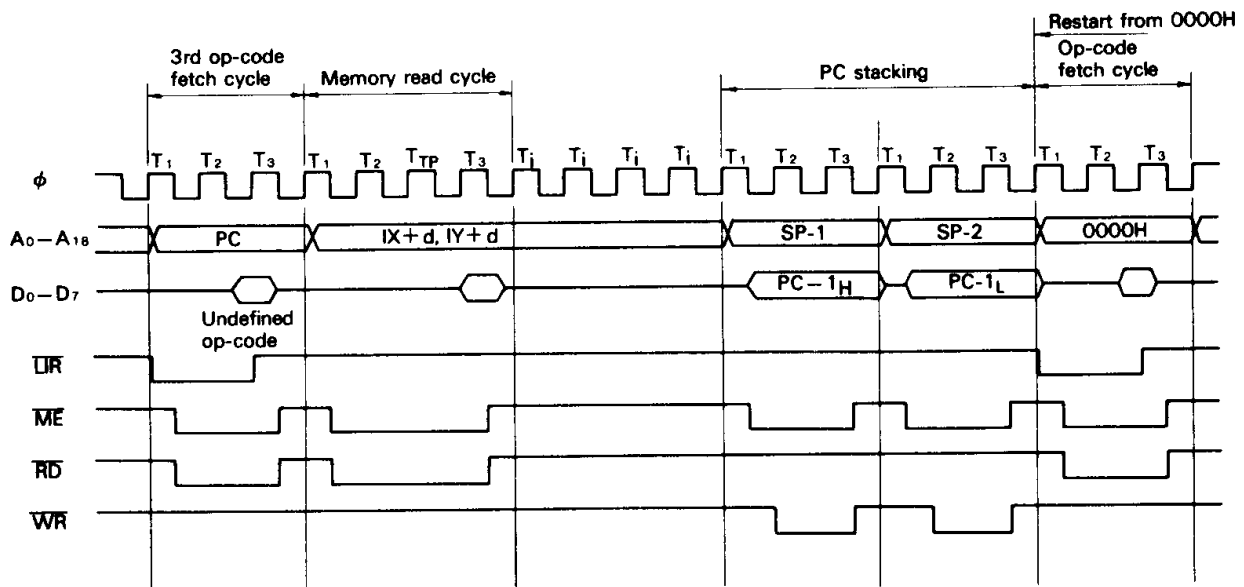 Restart from 0000H
3rd op-code
fetch cycle
Memory read cycle
PC stacking
Op-code
fetch cycle
T₁ T₂ T₃ T₁ T₂ T_TP T₃ Ti Ti Ti Ti T₁ T₂ T₃ T₁ T₂ T₃ T₁ T₂ T₃
φ
A₀–A₁₈ PC IX+d, IY+d SP-1 SP-2 0000H
D₀–D₇ PC–1H PC-1L
Undefined
op-code
LIR
ME
RD
WR